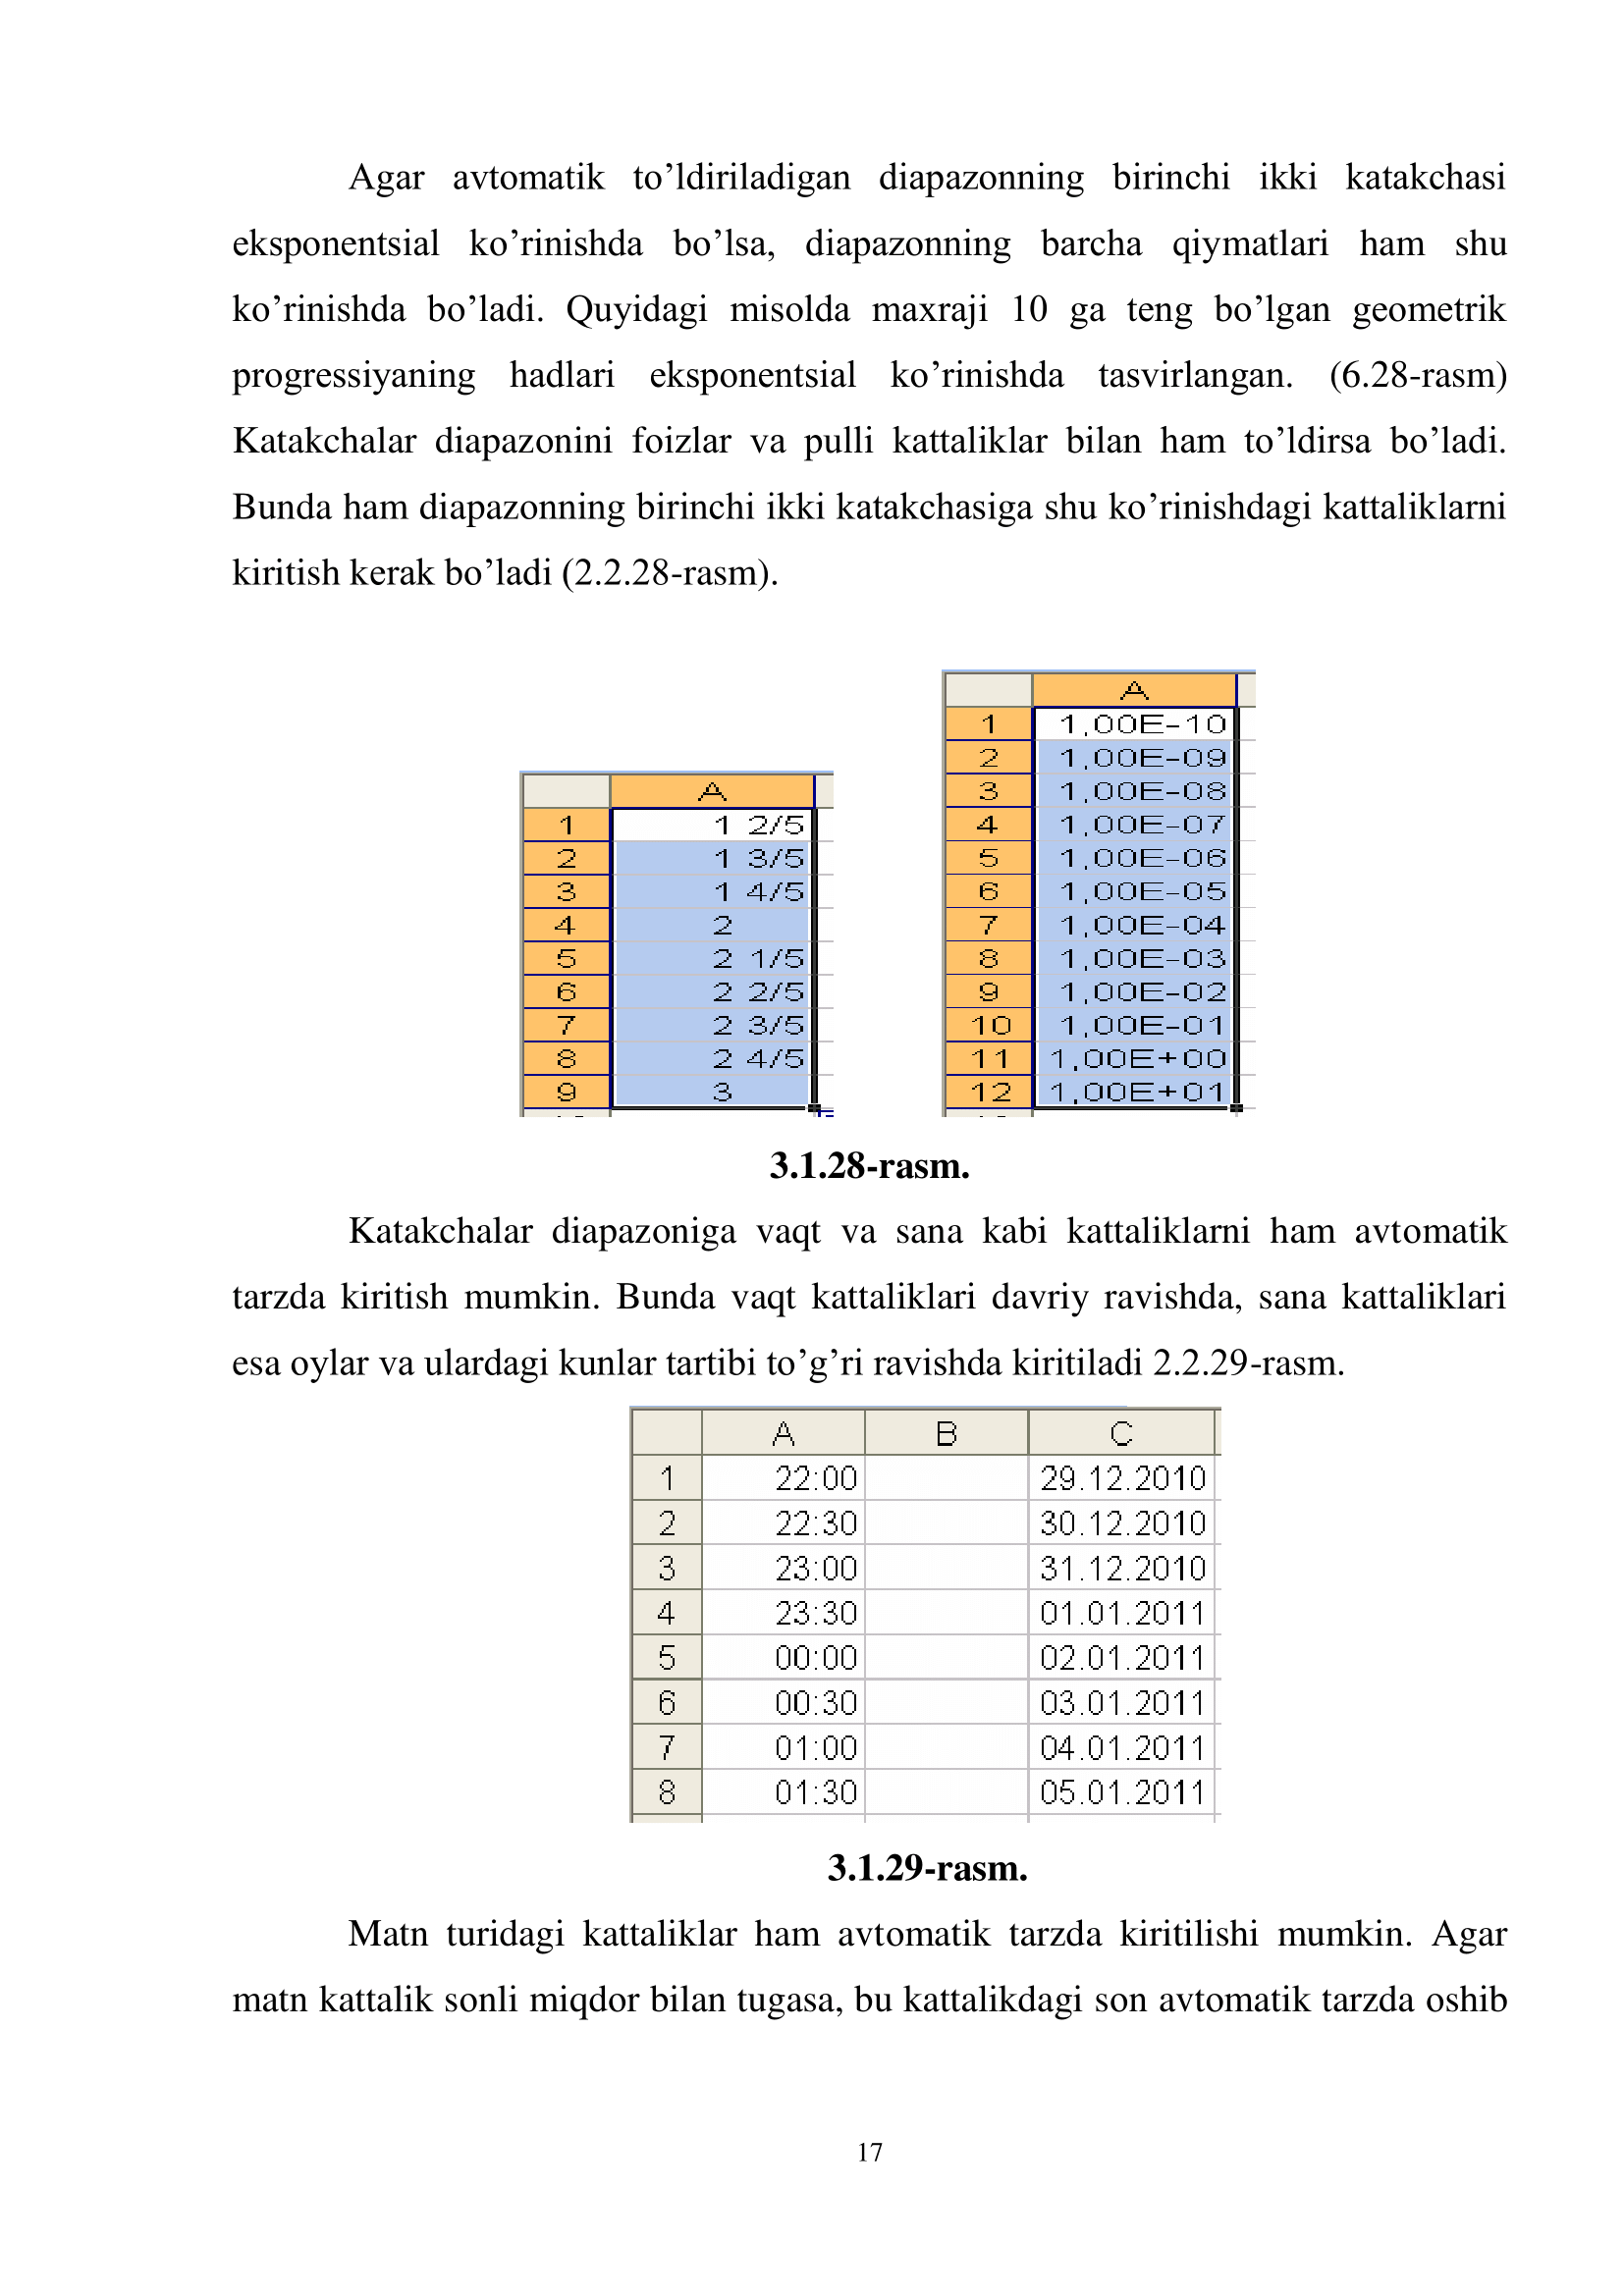 Agar avtomatik to’ldiriladigan diapazonning birinchi ikki katakchasi
eksponentsial ko’rinishda bo’lsa, diapazonning barcha qiymatlari ham shu
ko’rinishda bo’ladi. Quyidagi misolda maxraji 10 ga teng bo’lgan geometrik
progressiyaning hadlari eksponentsial ko’rinishda tasvirlangan. (6.28-rasm)
Katakchalar diapazonini foizlar va pulli kattaliklar bilan ham to’ldirsa bo’ladi.
Bunda ham diapazonning birinchi ikki katakchasiga shu ko’rinishdagi kattaliklarni
kiritish kerak bo’ladi (2.2.28-rasm).
A
1 1 2/5
2 1 3/5
3 1 4/5
4 2
5 2 1/5
6 2 2/5
7 2 3/5
8 2 4/5
9 3
A
1 1,00E-10
2 1,00E-09
3 1,00E-08
4 1,00E-07
5 1,00E-06
6 1,00E-05
7 1,00E-04
8 1,00E-03
9 1,00E-02
10 1,00E-01
11 1,00E+00
12 1,00E+01
3.1.28-rasm.
Katakchalar diapazoniga vaqt va sana kabi kattaliklarni ham avtomatik
tarzda kiritish mumkin. Bunda vaqt kattaliklari davriy ravishda, sana kattaliklari
esa oylar va ulardagi kunlar tartibi to’g’ri ravishda kiritiladi 2.2.29-rasm.
A B C
1 22:00 29.12.2010
2 22:30 30.12.2010
3 23:00 31.12.2010
4 23:30 01.01.2011
5 00:00 02.01.2011
6 00:30 03.01.2011
7 01:00 04.01.2011
8 01:30 05.01.2011
3.1.29-rasm.
Matn turidagi kattaliklar ham avtomatik tarzda kiritilishi mumkin. Agar
matn kattalik sonli miqdor bilan tugasa, bu kattalikdagi son avtomatik tarzda oshib
17